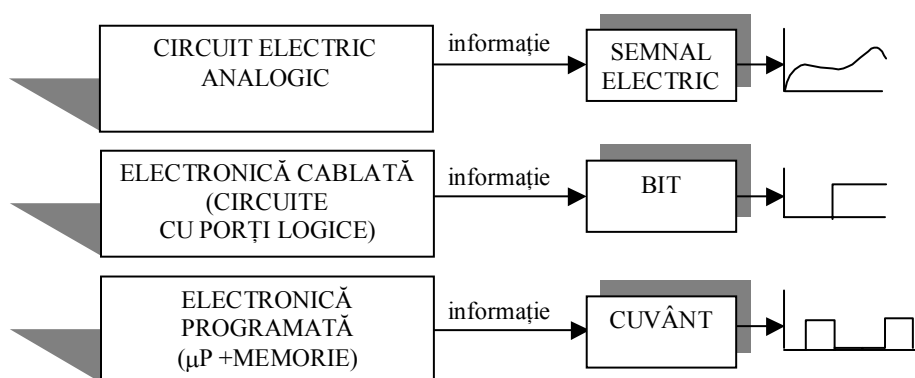 CIRCUIT ELECTRIC
ANALOGIC
informație
SEMNAL
ELECTRIC
ELECTRONICĂ CABLATĂ
(CIRCUITE
CU PORȚI LOGICE)
informație
BIT
ELECTRONICĂ
PROGRAMATĂ
(μP +MEMORIE)
informație
CUVÂNT